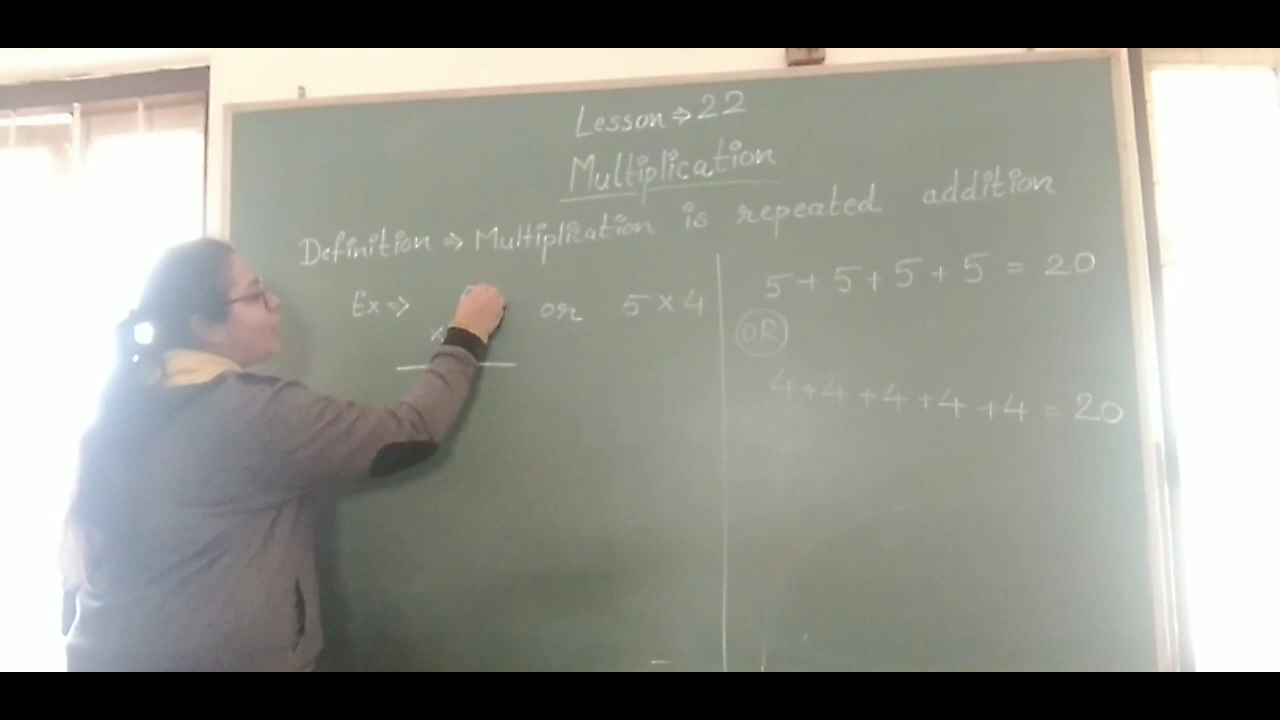 Lesson → 22
Multiplication
Definition ⇒ Multiplication is repeated addition
Ex ⇒
×
or 5 × 4
5 + 5 + 5 + 5 = 20
OR
4 + 4 + 4 + 4 + 4 = 20